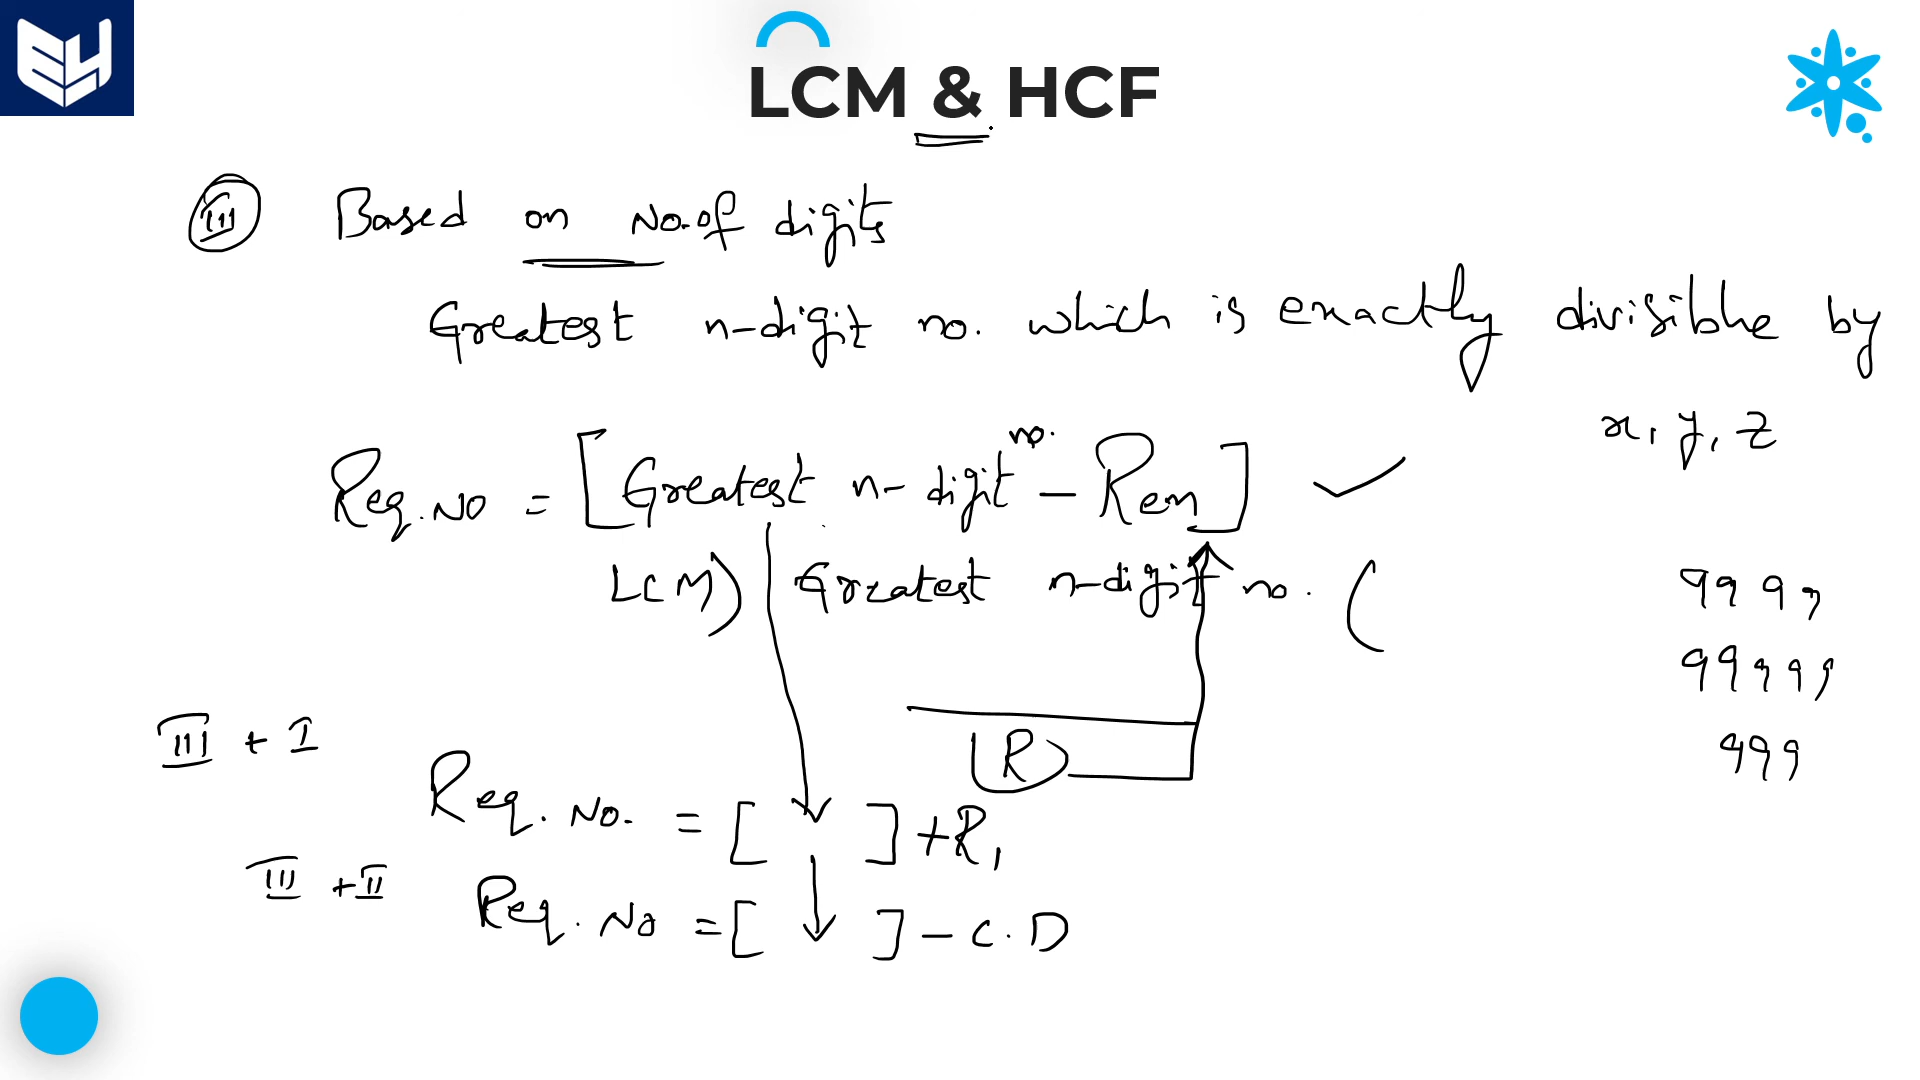 LCM & HCF
III Based on No. of digits
Greatest n-digit no. which is exactly divisible by
x, y, z
Req. No = [Greatest n-digit no. - Rem] ✓
LCM) Greatest n-digit no. (
9999
99999
999
R
III + I
Req. No. = [ ] + R1
III + II Req. No = [ ] - C.D